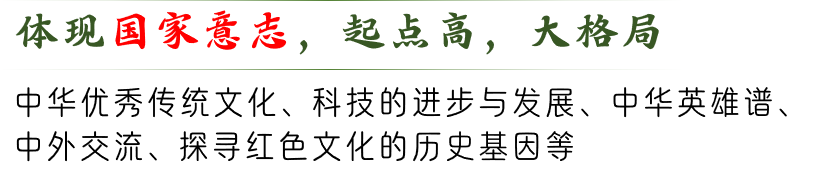 体现国家意志，起点高，大格局
中华优秀传统文化、科技的进步与发展、中华英雄谱、
中外交流、探寻红色文化的历史基因等